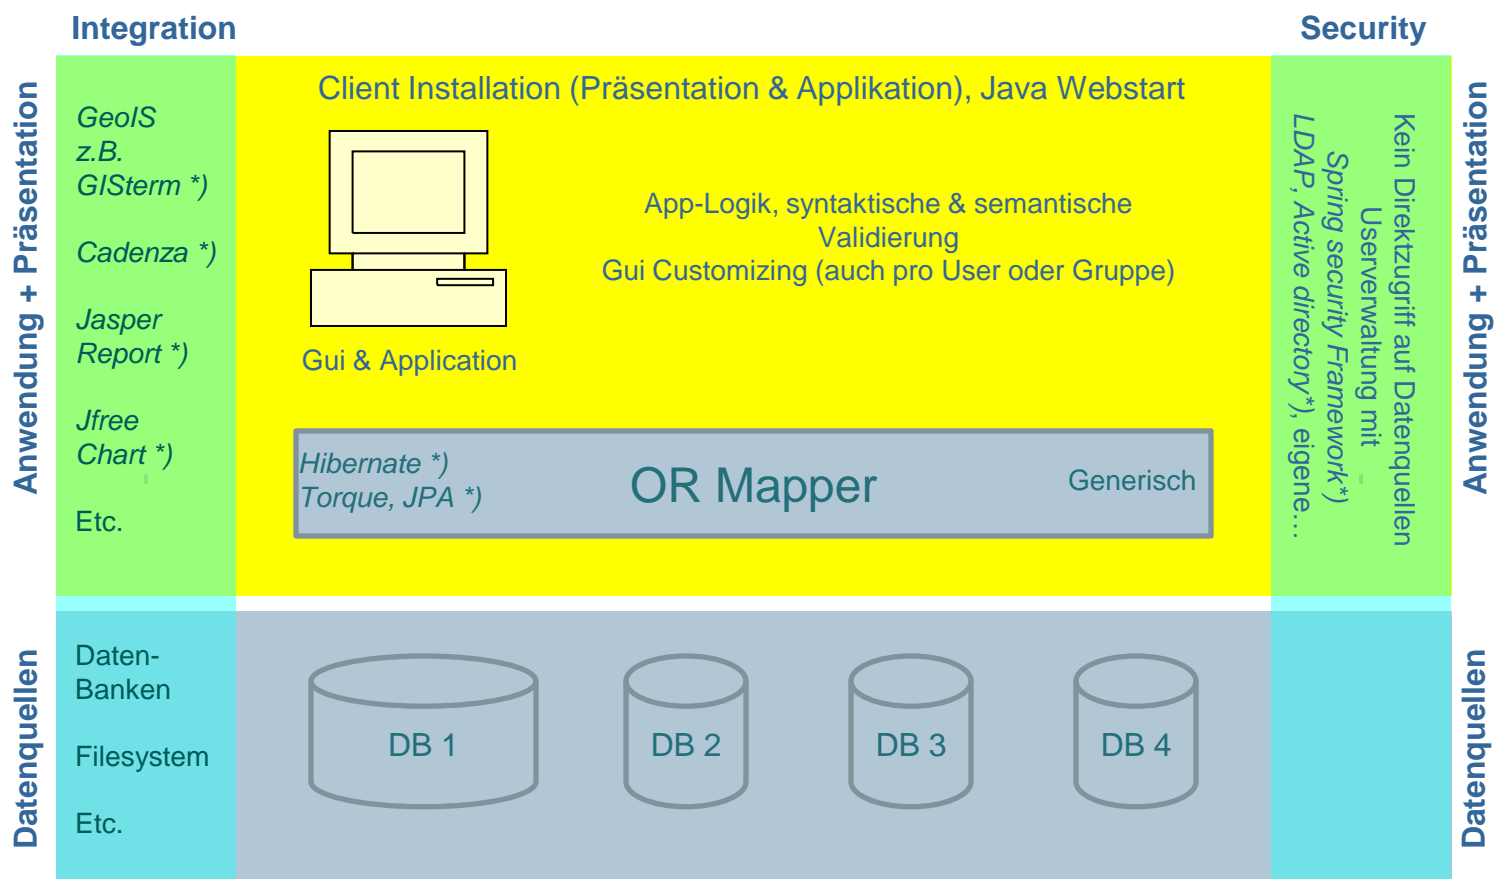 Integration
Security
Anwendung + Präsentation
GeoIS
z.B.
GISterm *)
Cadenza *)
Jasper
Report *)
Jfree
Chart *)
Etc.
Client Installation (Präsentation & Applikation), Java Webstart
App-Logik, syntaktische & semantische
Validierung
Gui Customizing (auch pro User oder Gruppe)
Gui & Application
Hibernate *)
Torque, JPA *)
OR Mapper
Generisch
Kein Direktzugriff auf Datenquellen
Userverwaltung mit
Spring security Framework*)
LDAP, Active directory*), eigene…
Anwendung + Präsentation
Datenquellen
Daten-
Banken
Filesystem
Etc.
DB 1
DB 2
DB 3
DB 4
Datenquellen